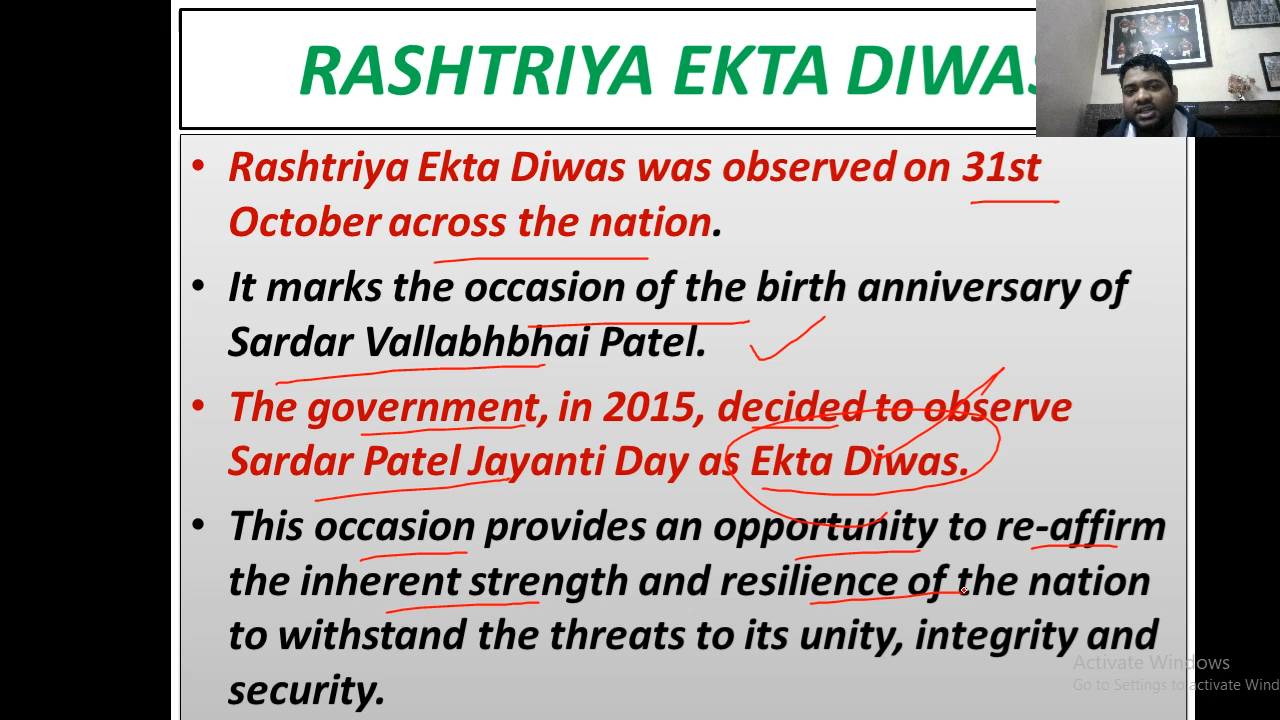 RASHTRIYA EKTA DIWAS
• Rashtriya Ekta Diwas was observed on 31st
October across the nation.
• It marks the occasion of the birth anniversary of
Sardar Vallabhbhai Patel.
• The government, in 2015, decided to observe
Sardar Patel Jayanti Day as Ekta Diwas.
• This occasion provides an opportunity to re-affirm
the inherent strength and resilience of the nation
to withstand the threats to its unity, integrity and
security.
Activate Windows
Go to Settings to activate Wind